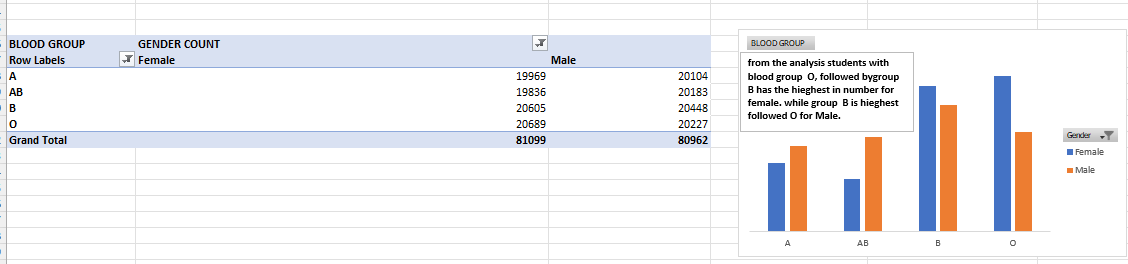 BLOOD GROUP GENDER COUNT
Row Labels Female Male
A 19969 20104
AB 19836 20183
B 20605 20448
O 20689 20227
Grand Total 81099 80962
BLOOD GROUP
from the analysis students with
blood group O, followed bygroup
B has the hieghest in number for
female. while group B is hieghest
followed O for Male.
Gender
Female
Male
A AB B O